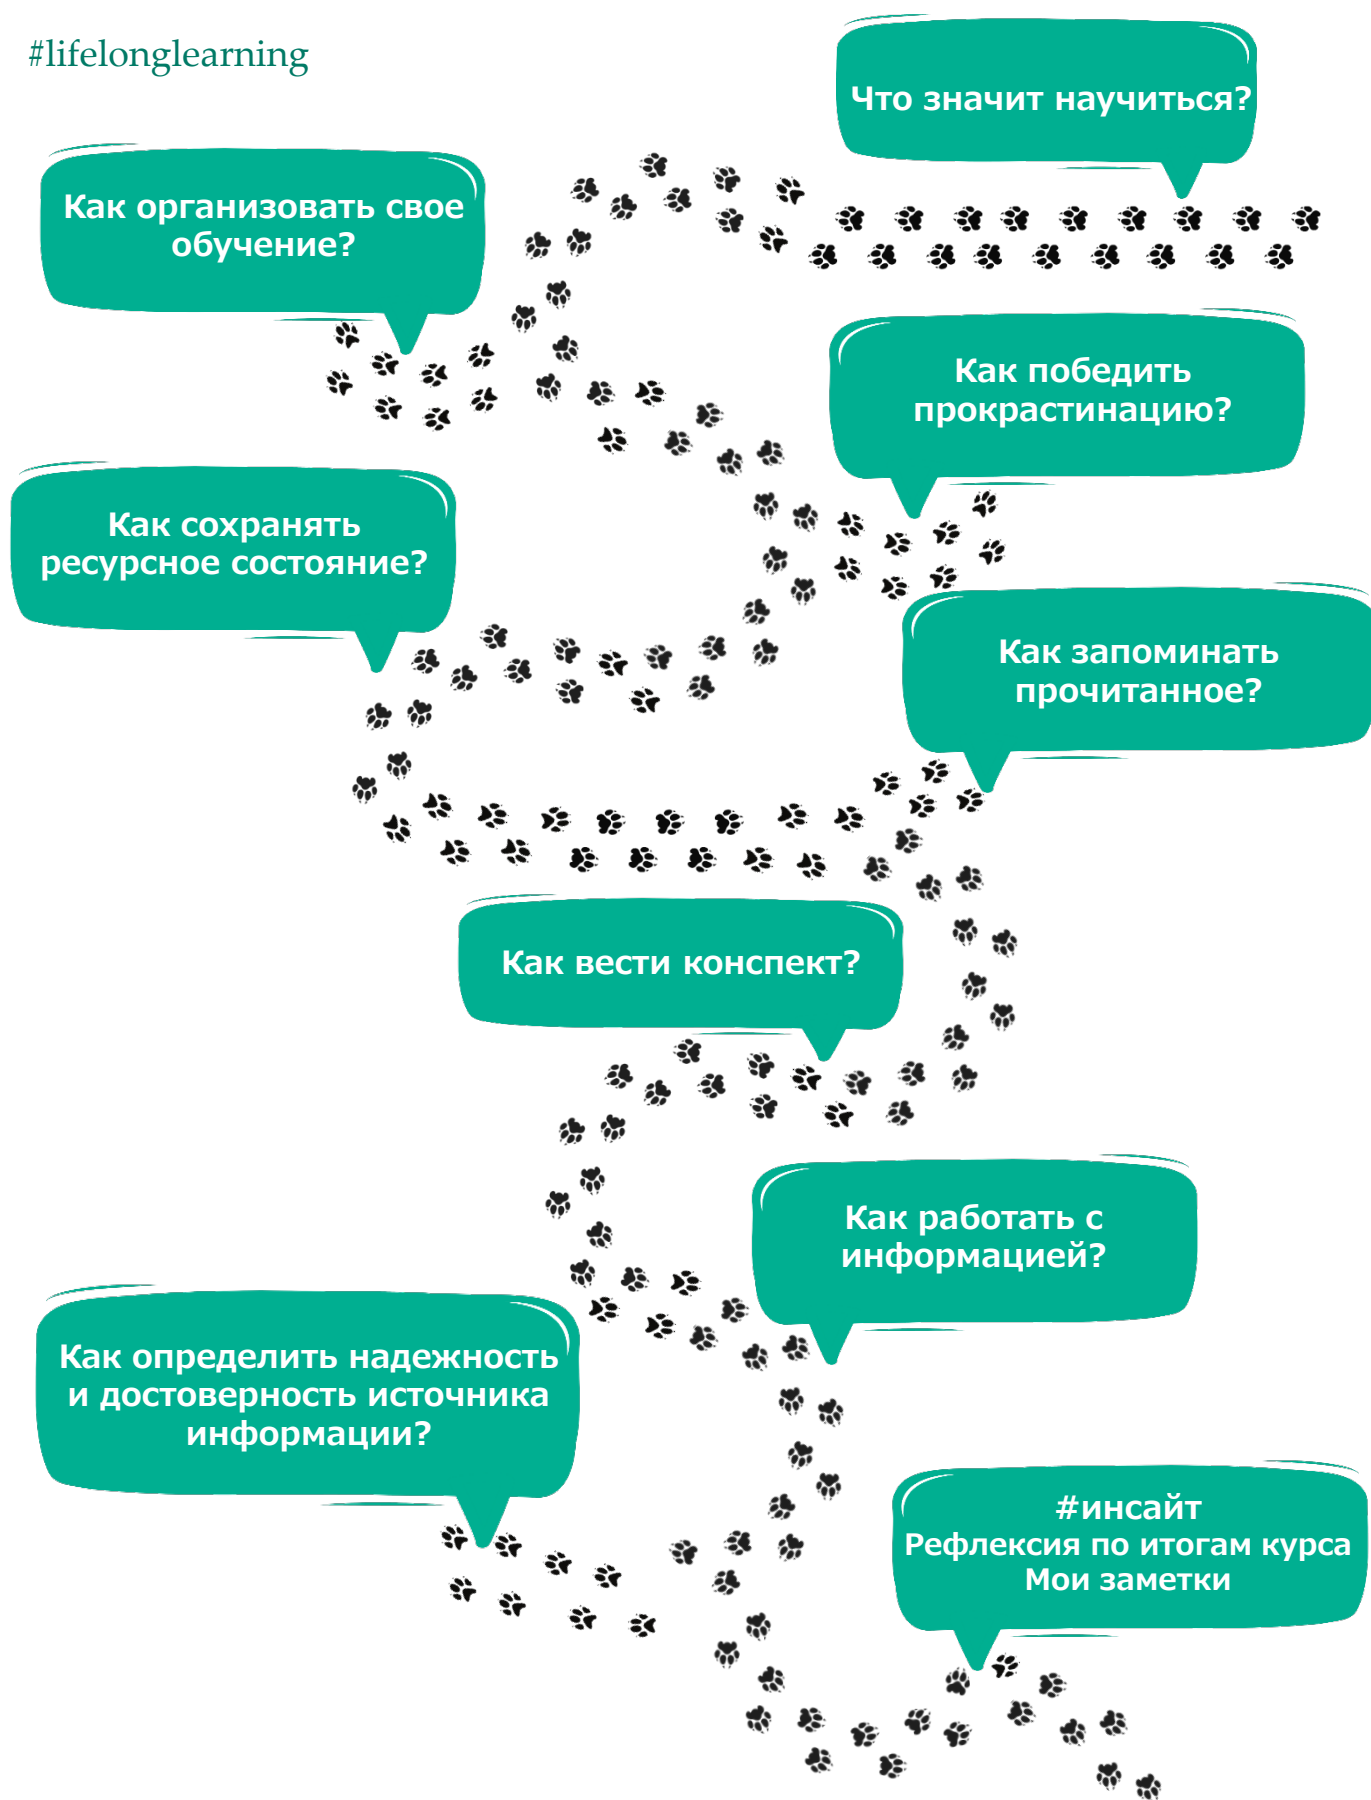 #lifelonglearning
Что значит научиться?
Как организовать свое
обучение?
Как победить
прокрастинацию?
Как сохранять
ресурсное состояние?
Как запоминать
прочитанное?
Как вести конспект?
Как работать с
информацией?
Как определить надежность
и достоверность источника
информации?
#инсайт
Рефлексия по итогам курса
Мои заметки